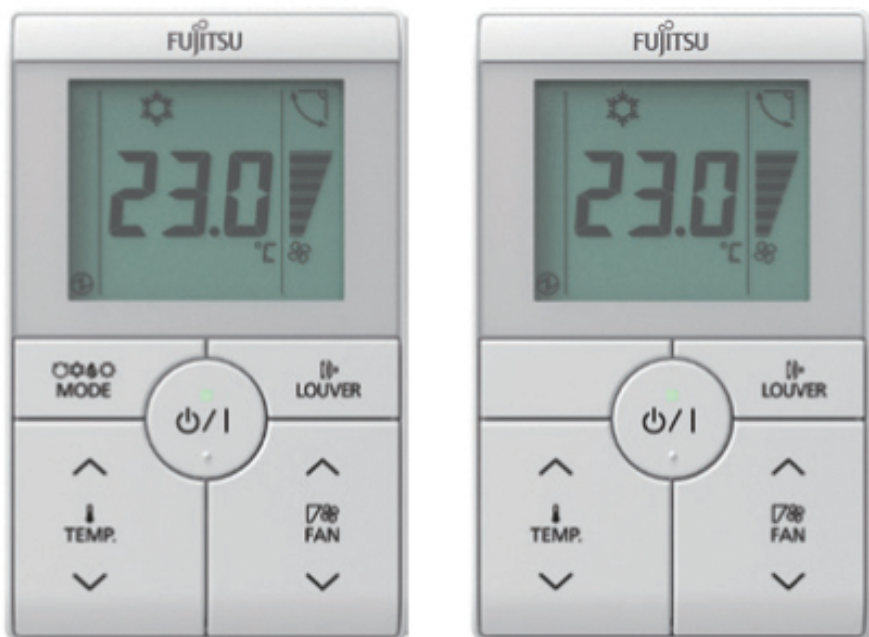 FUJITSU
23.0
°C
MODE
LOUVER
⏻/I
TEMP.
FAN
FUJITSU
23.0
°C
LOUVER
⏻/I
TEMP.
FAN